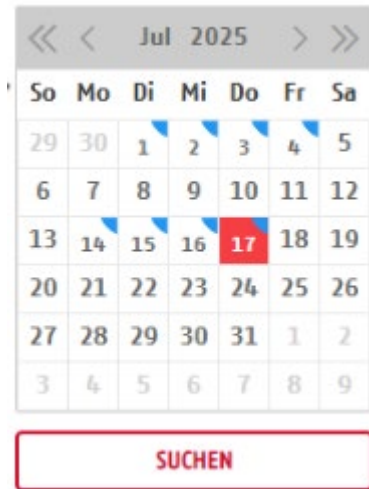 Jul 2025
So Mo Di Mi Do Fr Sa
29 30 1 2 3 4 5
6 7 8 9 10 11 12
13 14 15 16 17 18 19
20 21 22 23 24 25 26
27 28 29 30 31 1 2
3 4 5 6 7 8 9
SUCHEN